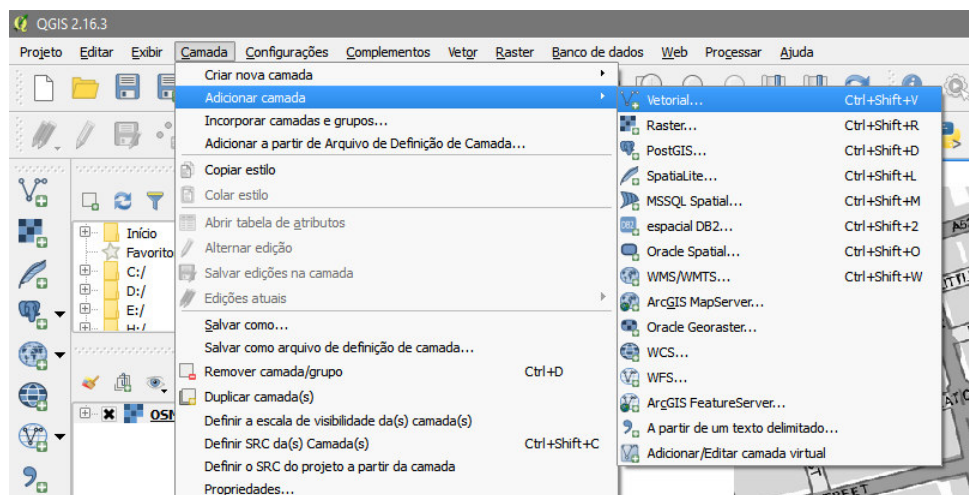 QGIS 2.16.3
Projeto Editar Exibir Camada Configurações Complementos Vetor Raster Banco de dados Web Processar Ajuda
Criar nova camada
Adicionar camada
Incorporar camadas e grupos...
Adicionar a partir de Arquivo de Definição de Camada...
Copiar estilo
Colar estilo
Abrir tabela de atributos
Alternar edição
Salvar edições na camada
Edições atuais
Salvar como...
Salvar como arquivo de definição de camada...
Remover camada/grupo Ctrl+D
Duplicar camada(s)
Definir a escala de visibilidade da(s) camada(s)
Definir SRC da(s) Camada(s) Ctrl+Shift+C
Definir o SRC do projeto a partir da camada
Propriedades...
Vetorial... Ctrl+Shift+V
Raster... Ctrl+Shift+R
PostGIS... Ctrl+Shift+D
SpatiaLite... Ctrl+Shift+L
MSSQL Spatial... Ctrl+Shift+M
espacial DB2... Ctrl+Shift+2
Oracle Spatial... Ctrl+Shift+O
WMS/WMTS... Ctrl+Shift+W
ArcGIS MapServer...
Oracle Georaster...
WCS...
WFS...
ArcGIS FeatureServer...
A partir de um texto delimitado...
Adicionar/Editar camada virtual
Início
Favorito
C:/
D:/
E:/
H:/
OSM
STREET